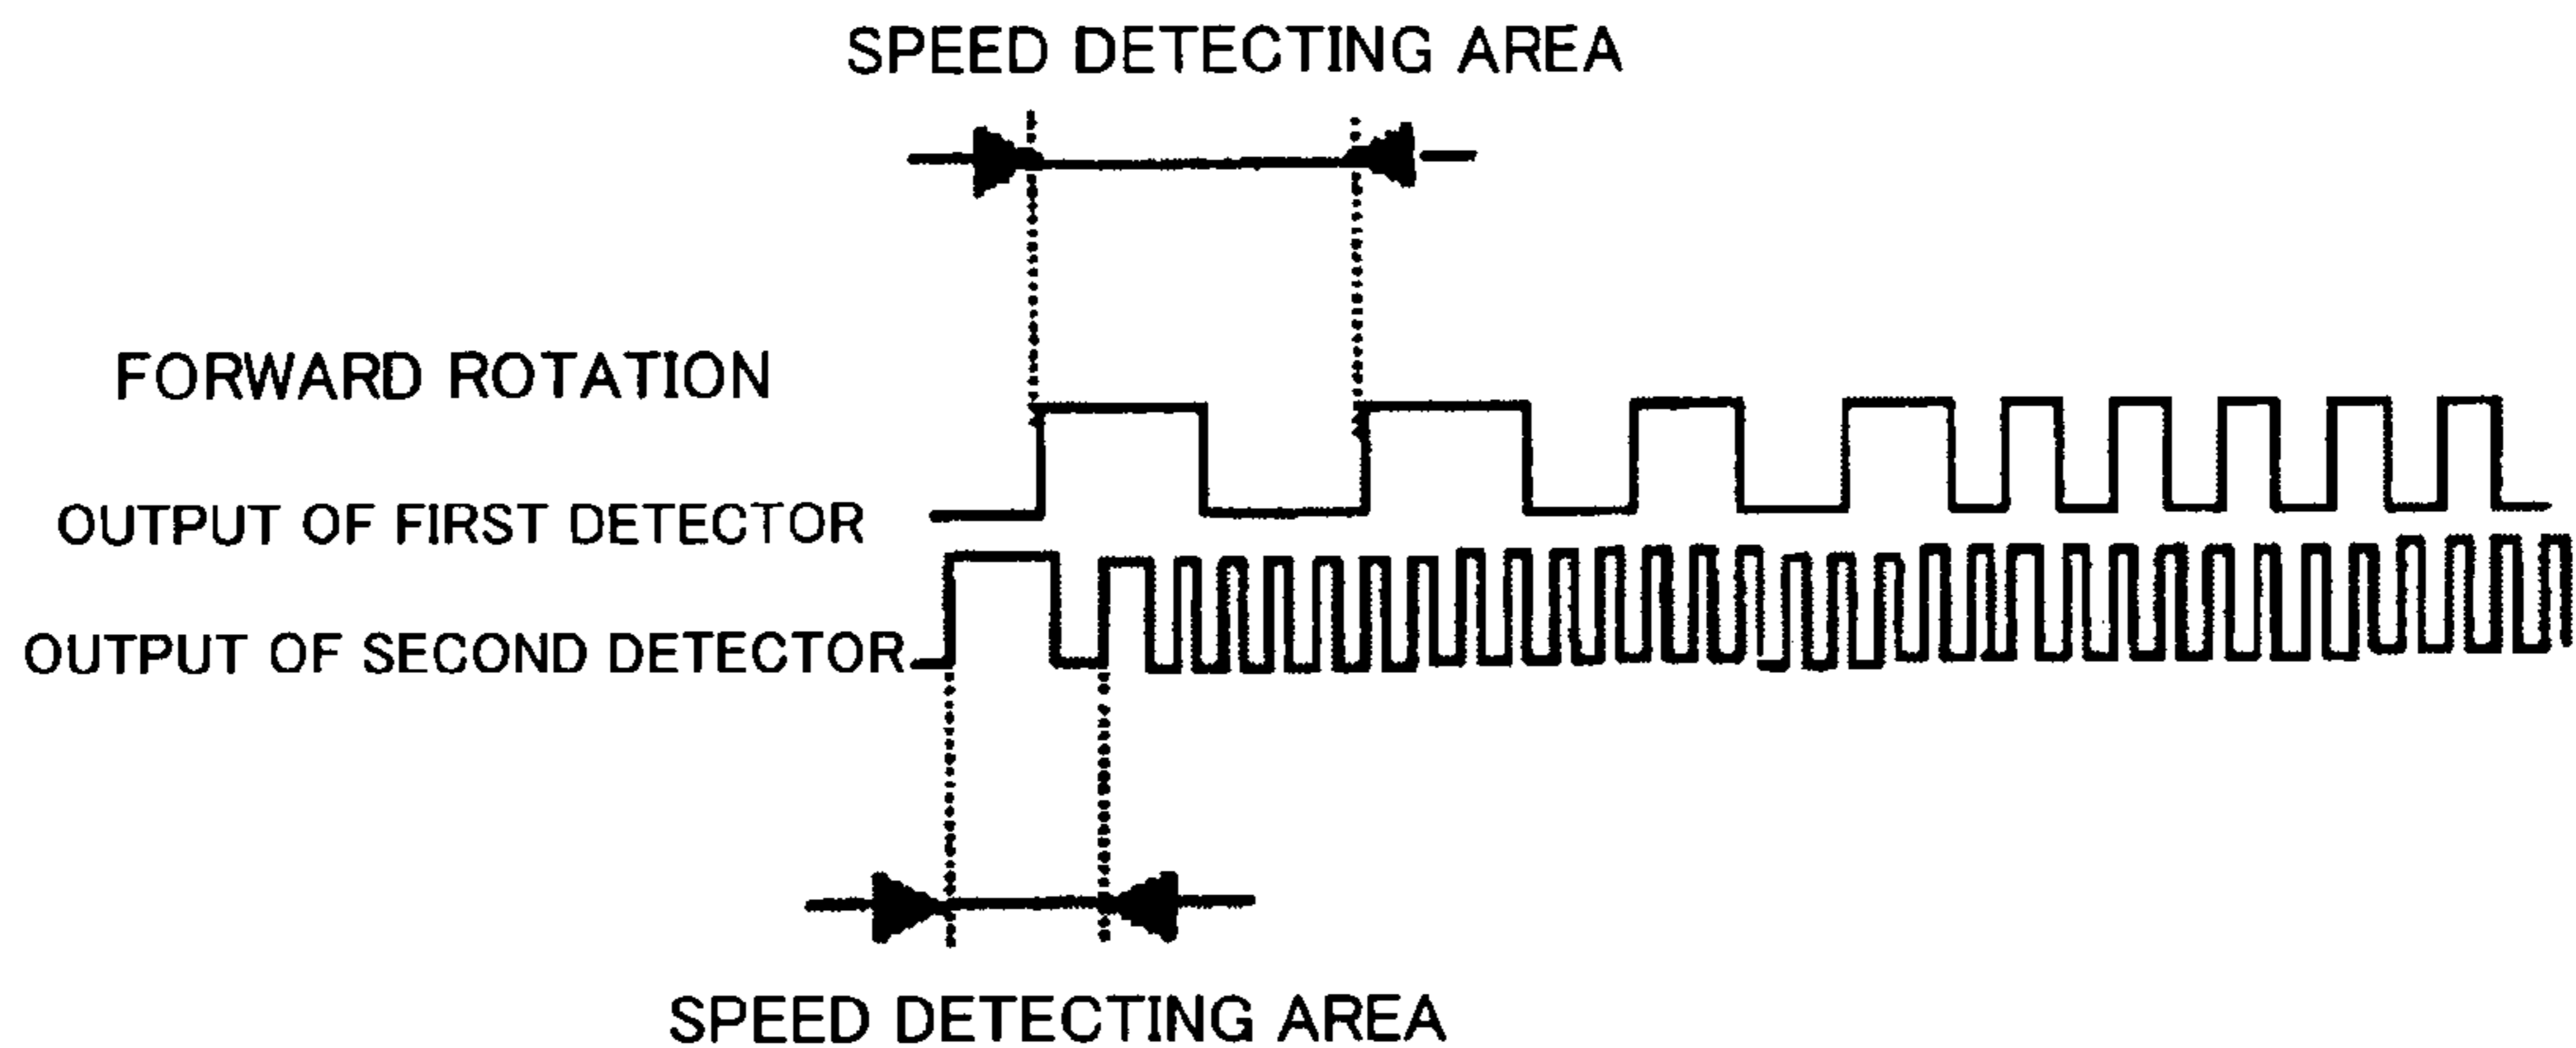 SPEED DETECTING AREA
FORWARD ROTATION
OUTPUT OF FIRST DETECTOR
OUTPUT OF SECOND DETECTOR
SPEED DETECTING AREA